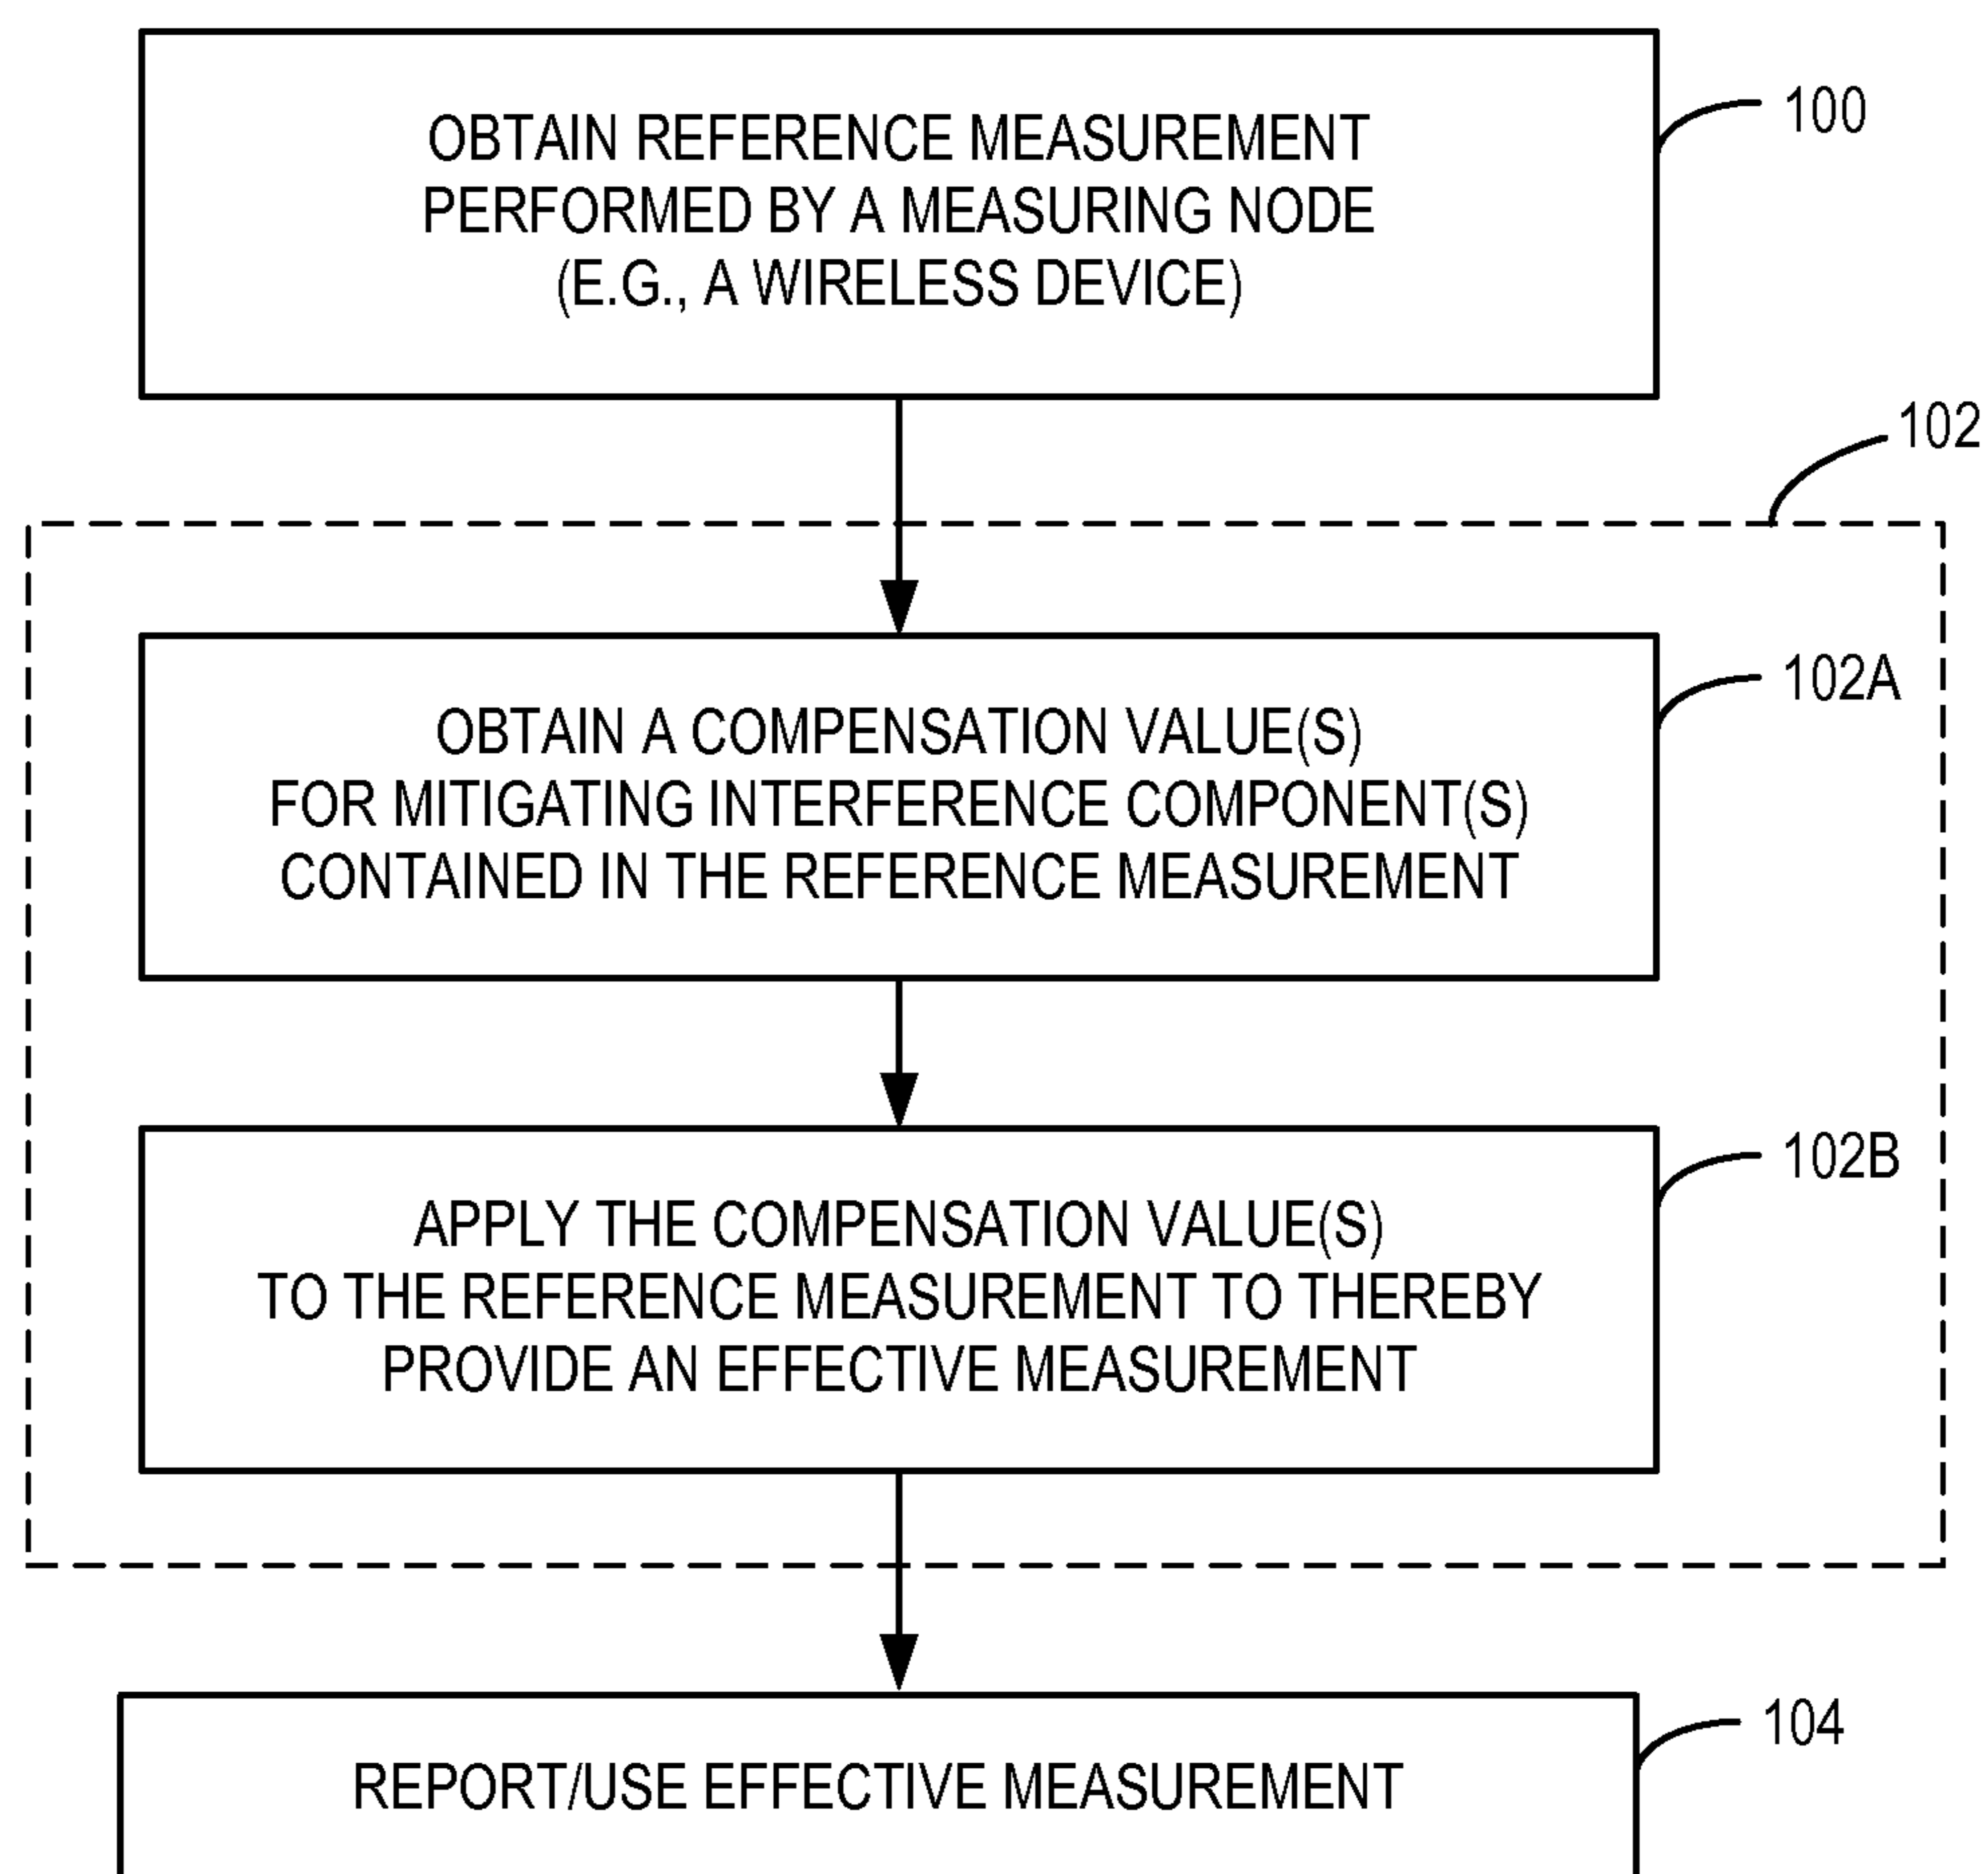 OBTAIN REFERENCE MEASUREMENT
PERFORMED BY A MEASURING NODE
(E.G., A WIRELESS DEVICE)
100
102
OBTAIN A COMPENSATION VALUE(S)
FOR MITIGATING INTERFERENCE COMPONENT(S)
CONTAINED IN THE REFERENCE MEASUREMENT
102A
APPLY THE COMPENSATION VALUE(S)
TO THE REFERENCE MEASUREMENT TO THEREBY
PROVIDE AN EFFECTIVE MEASUREMENT
102B
REPORT/USE EFFECTIVE MEASUREMENT
104